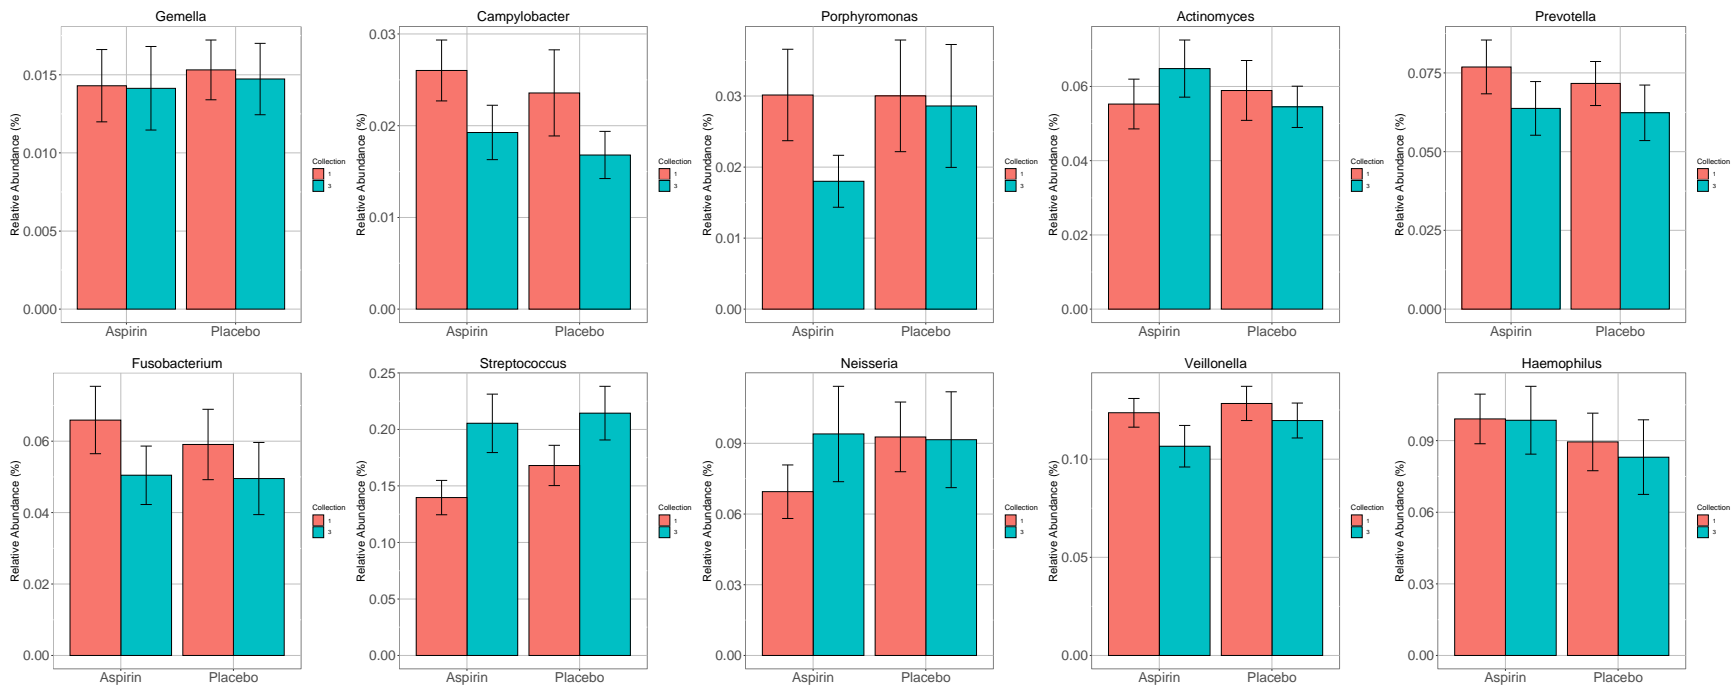 Gemella
Relative Abundance (%)
0.015
0.010
0.005
0.000
Aspirin
Placebo
Collection
1
3
Campylobacter
Relative Abundance (%)
0.03
0.02
0.01
0.00
Aspirin
Placebo
Collection
1
3
Porphyromonas
Relative Abundance (%)
0.03
0.02
0.01
0.00
Aspirin
Placebo
Collection
1
3
Actinomyces
Relative Abundance (%)
0.06
0.04
0.02
0.00
Aspirin
Placebo
Collection
1
3
Prevotella
Relative Abundance (%)
0.075
0.050
0.025
0.000
Aspirin
Placebo
Collection
1
3
Fusobacterium
Relative Abundance (%)
0.06
0.04
0.02
0.00
Aspirin
Placebo
Collection
1
3
Streptococcus
Relative Abundance (%)
0.25
0.20
0.15
0.10
0.05
0.00
Aspirin
Placebo
Collection
1
3
Neisseria
Relative Abundance (%)
0.09
0.06
0.03
0.00
Aspirin
Placebo
Collection
1
3
Veillonella
Relative Abundance (%)
0.10
0.05
0.00
Aspirin
Placebo
Collection
1
3
Haemophilus
Relative Abundance (%)
0.09
0.06
0.03
0.00
Aspirin
Placebo
Collection
1
3